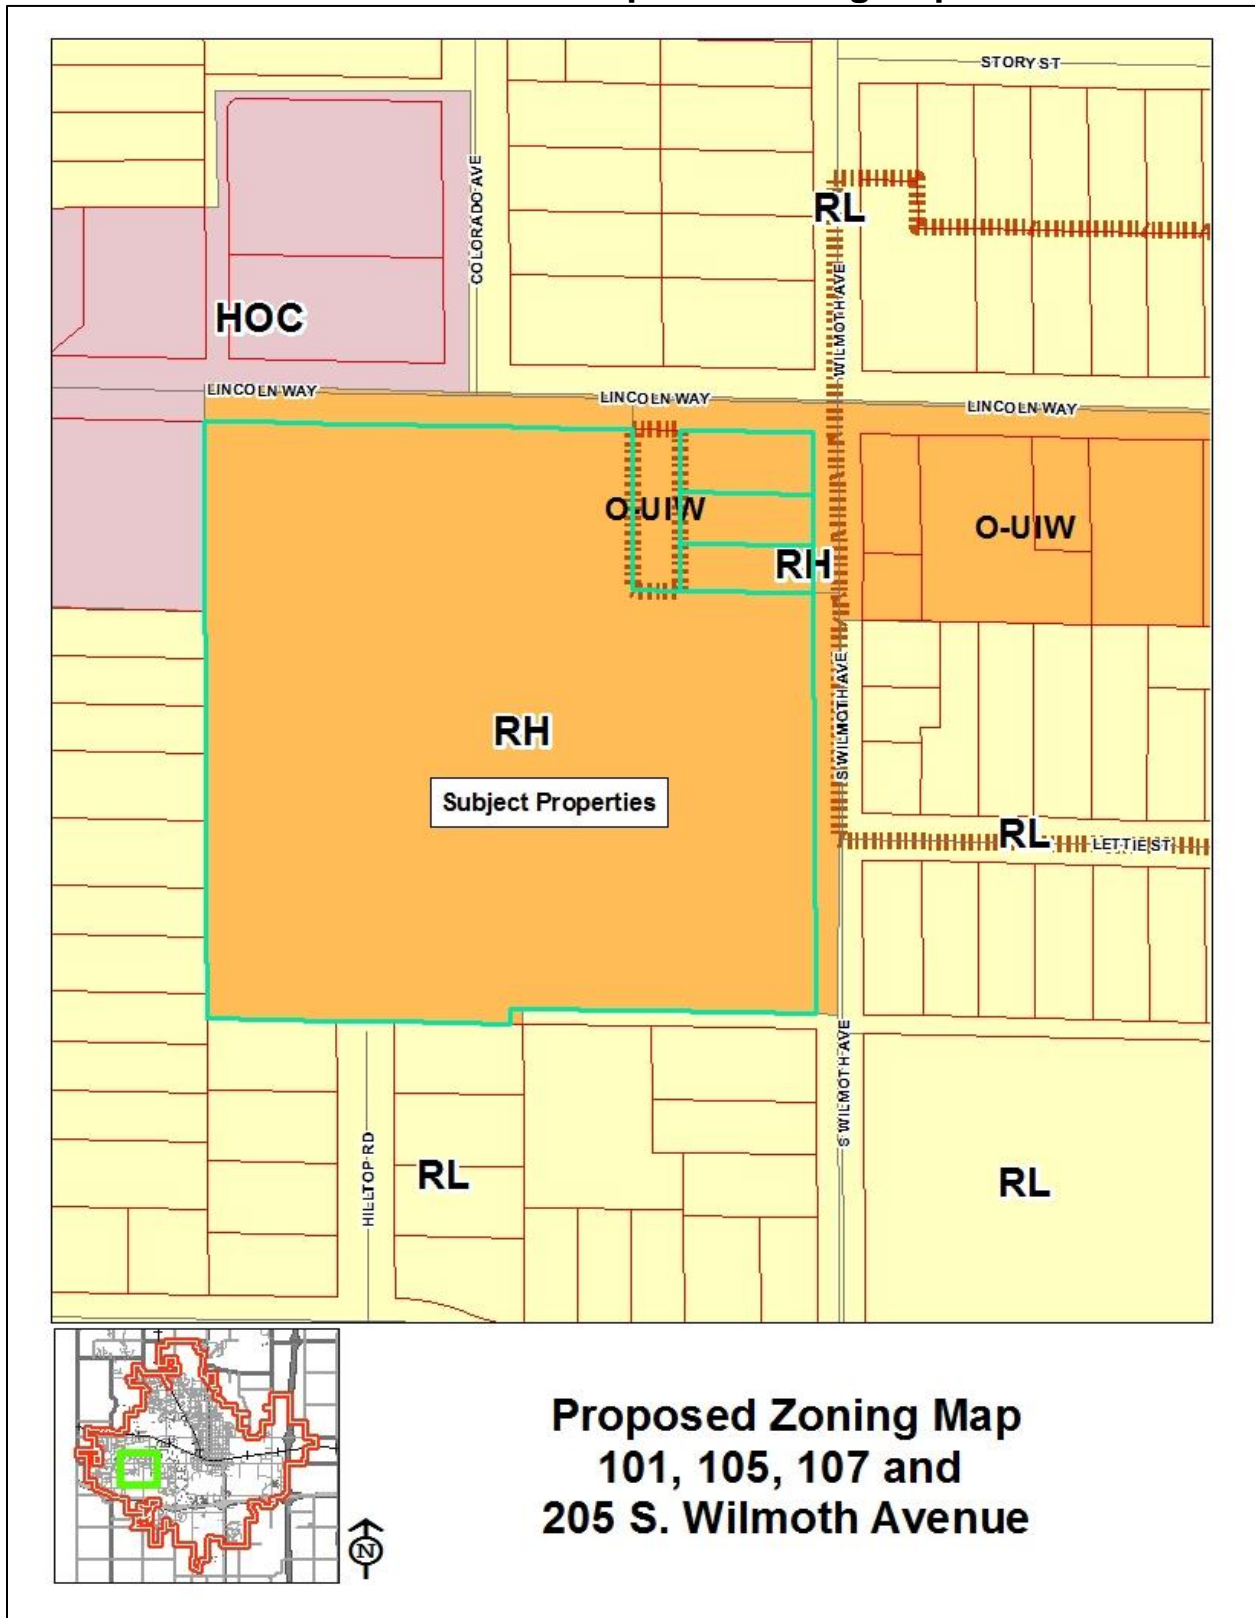 STORY ST
COLORADO AVE
RL
WILMOTH AVE
HOC
LINCOLN WAY
LINCOLN WAY
LINCOLN WAY
O-UIW
O-UIW
RH
S WILMOTH AVE
RH
Subject Properties
RL
LETTIE ST
S WILMOTH AVE
HILLTOP RD
RL
RL
Proposed Zoning Map
101, 105, 107 and
205 S. Wilmoth Avenue
N